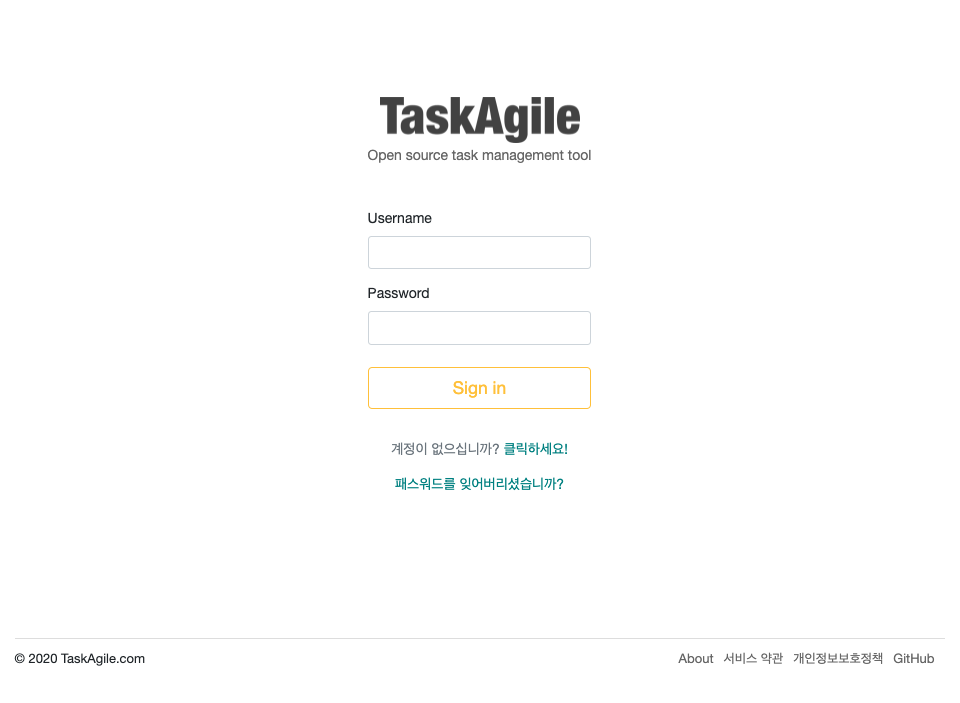 TaskAgile
Open source task management tool
Username
Password
Sign in
계정이 없으십니까? 클릭하세요!
패스워드를 잊어버리셨습니까?
© 2020 TaskAgile.com
About 서비스 약관 개인정보보호정책 GitHub